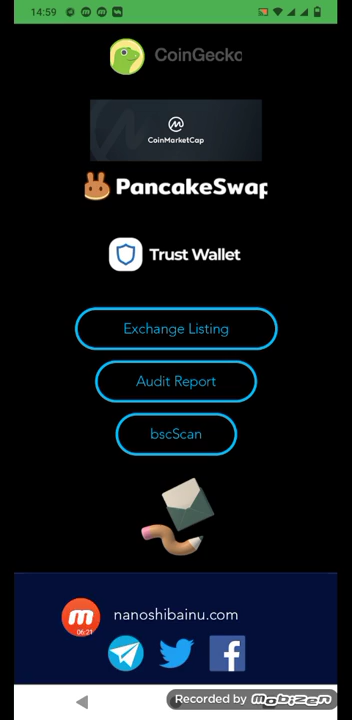 14:59
CoinGecko
CoinMarketCap
PancakeSwap
Trust Wallet
Exchange Listing
Audit Report
bscScan
06:21
nanoshibainu.com
Recorded by MOBIZEN